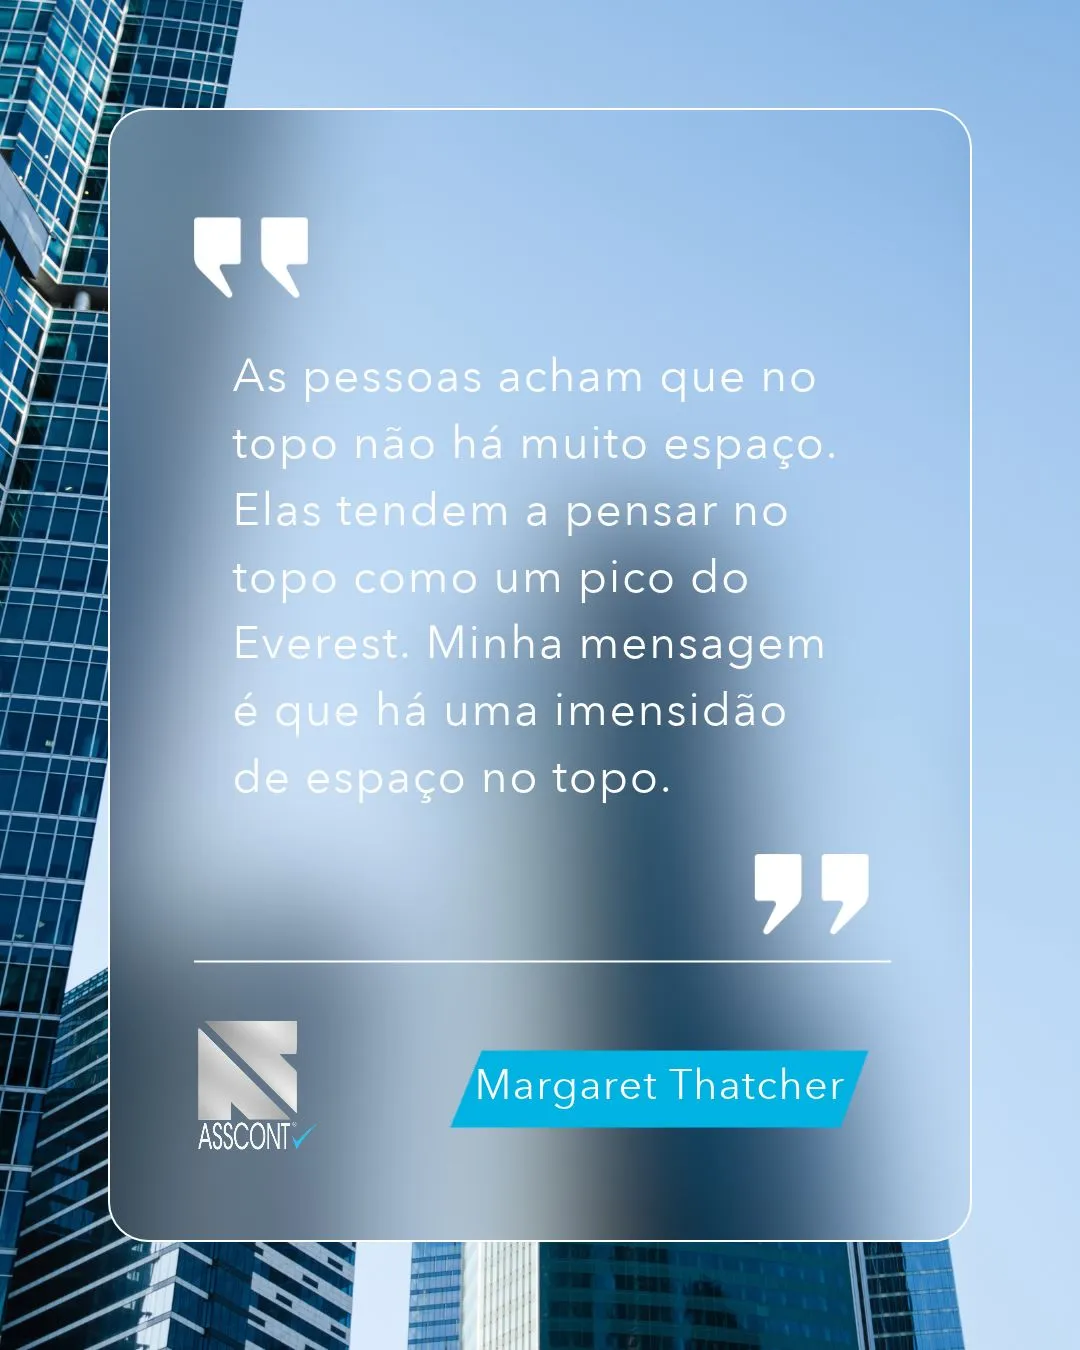 As pessoas acham que no
topo não há muito espaço.
Elas tendem a pensar no
topo como um pico do
Everest. Minha mensagem
é que há uma imensidão
de espaço no topo.
ASSCONT
Margaret Thatcher